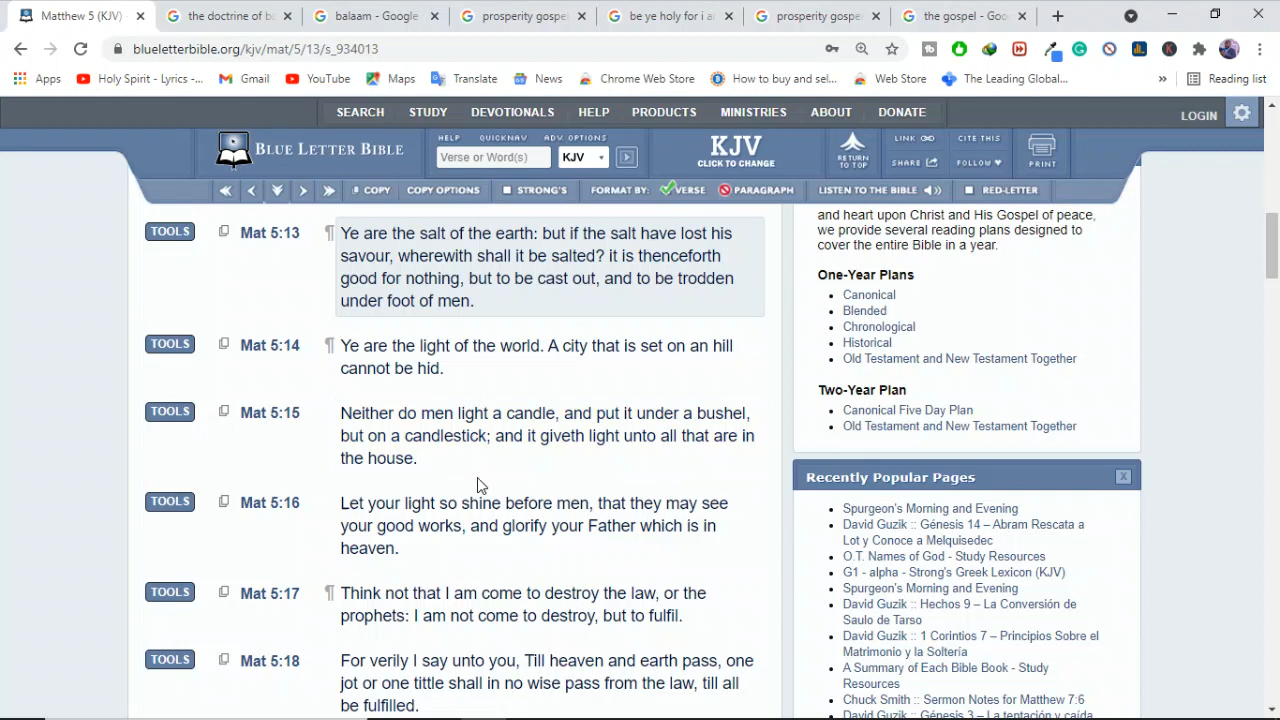 Matthew 5 (KJV)
the doctrine of b
balaam - Google
prosperity gospe
be ye holy for i a
prosperity gospe
the gospel - Goo
blueletterbible.org/kjv/mat/5/13/s_934013
Apps
Holy Spirit - Lyrics -...
Gmail
YouTube
Maps
Translate
News
Chrome Web Store
How to buy and sel...
Web Store
The Leading Global...
»
Reading list
SEARCH STUDY DEVOTIONALS HELP PRODUCTS MINISTRIES ABOUT DONATE
LOGIN
BLUE LETTER BIBLE
HELP QUICKNAV ADV OPTIONS
Verse or Word(s)
KJV
KJV
CLICK TO CHANGE
RETURN
TO TOP
LINK
CITE THIS
SHARE
FOLLOW
PRINT
COPY
COPY OPTIONS
STRONG'S
FORMAT BY:
VERSE
PARAGRAPH
LISTEN TO THE BIBLE
RED-LETTER
TOOLS Mat 5:13 ¶ Ye are the salt of the earth: but if the salt have lost his
savour, wherewith shall it be salted? it is thenceforth
good for nothing, but to be cast out, and to be trodden
under foot of men.
TOOLS Mat 5:14 ¶ Ye are the light of the world. A city that is set on an hill
cannot be hid.
TOOLS Mat 5:15 Neither do men light a candle, and put it under a bushel,
but on a candlestick; and it giveth light unto all that are in
the house.
TOOLS Mat 5:16 Let your light so shine before men, that they may see
your good works, and glorify your Father which is in
heaven.
TOOLS Mat 5:17 ¶ Think not that I am come to destroy the law, or the
prophets: I am not come to destroy, but to fulfil.
TOOLS Mat 5:18 For verily I say unto you, Till heaven and earth pass, one
jot or one tittle shall in no wise pass from the law, till all
be fulfilled.
and heart upon Christ and His Gospel of peace,
we provide several reading plans designed to
cover the entire Bible in a year.
One-Year Plans
Canonical
Blended
Chronological
Historical
Old Testament and New Testament Together
Two-Year Plan
Canonical Five Day Plan
Old Testament and New Testament Together
Recently Popular Pages
Spurgeon's Morning and Evening
David Guzik :: Génesis 14 – Abram Rescata a
Lot y Conoce a Melquisedec
O.T. Names of God - Study Resources
G1 - alpha - Strong's Greek Lexicon (KJV)
Spurgeon's Morning and Evening
David Guzik :: Hechos 9 – La Conversión de
Saulo de Tarso
David Guzik :: 1 Corintios 7 – Principios Sobre el
Matrimonio y la Soltería
A Summary of Each Bible Book - Study
Resources
Chuck Smith :: Sermon Notes for Matthew 7:6
David Guzik :: Génesis 3 – La tentación y caída